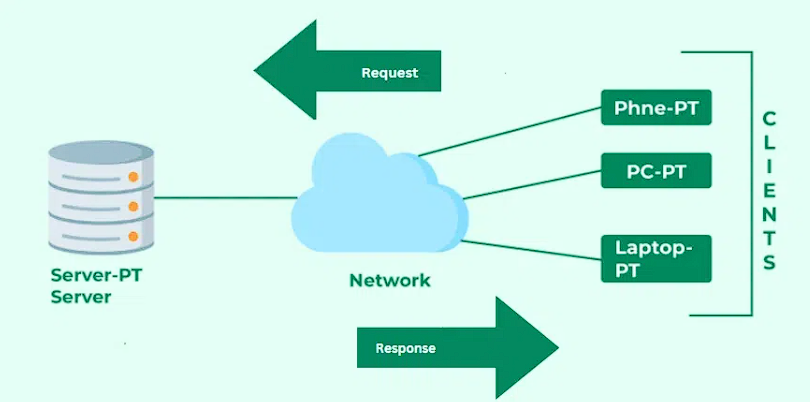 Request
Phne-PT
PC-PT
Laptop-
PT
CLIENTS
Server-PT
Server
Network
Response